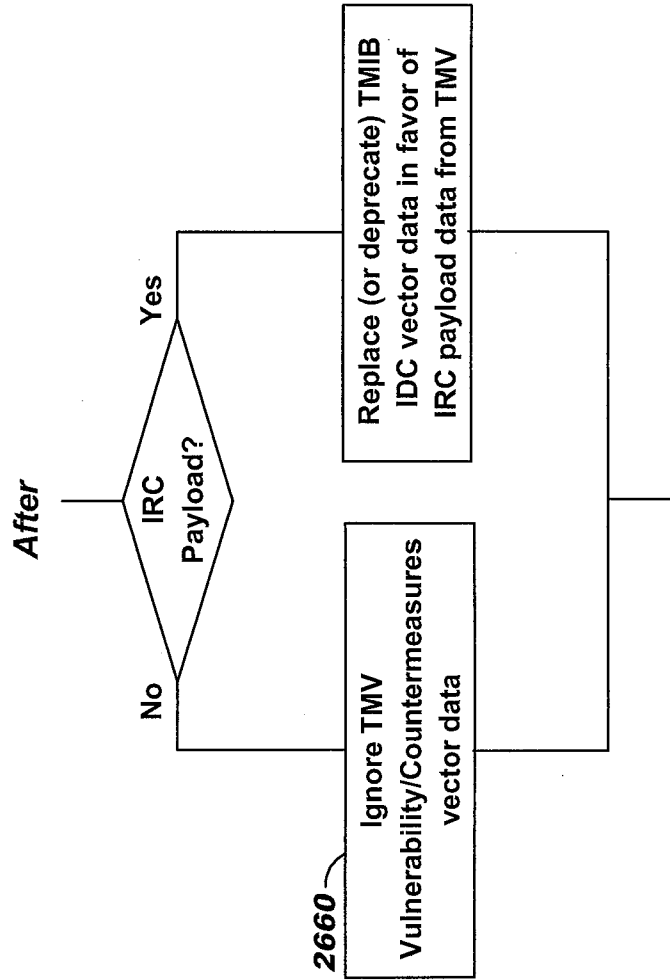 After
IRC
Payload?
No
Yes
2660
Ignore TMV
Vulnerability/Countermeasures
vector data
Replace (or deprecate) TMIB
IDC vector data in favor of
IRC payload data from TMV